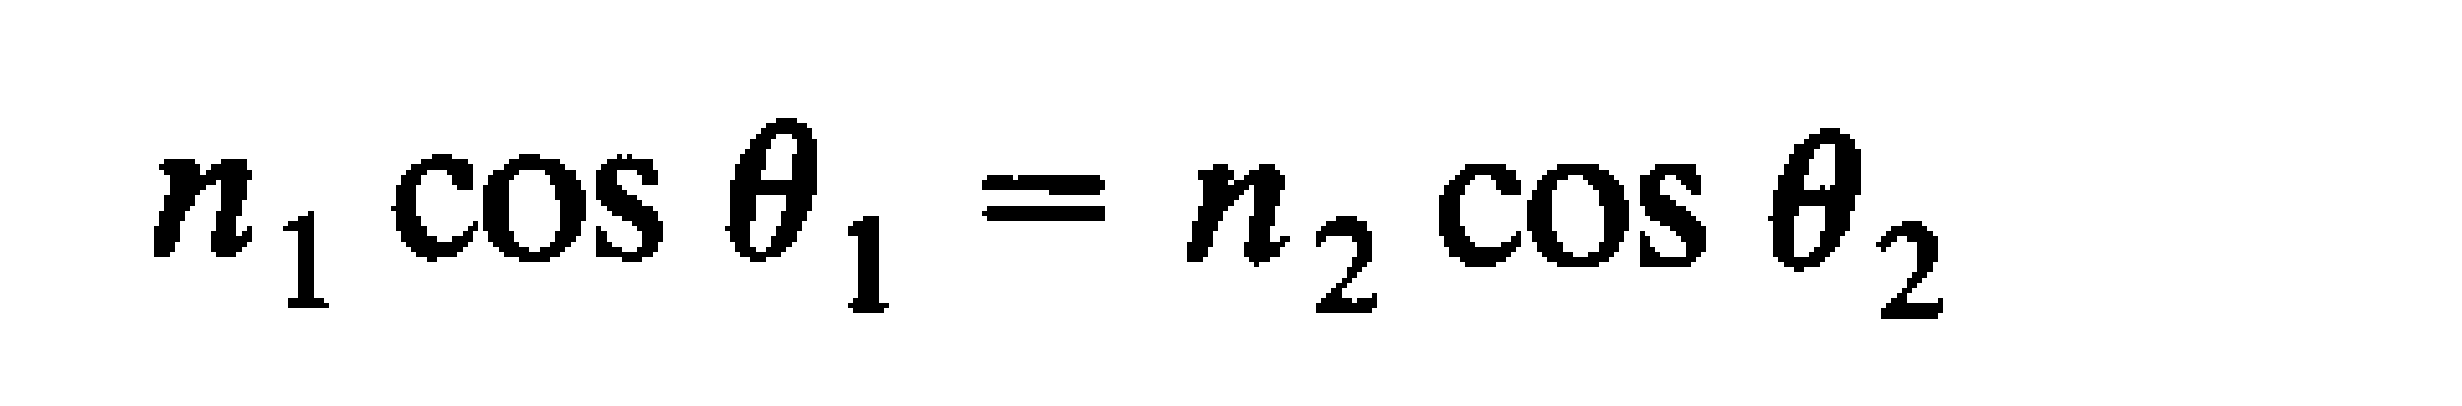 n₁ cos θ₁ = n₂ cos θ₂